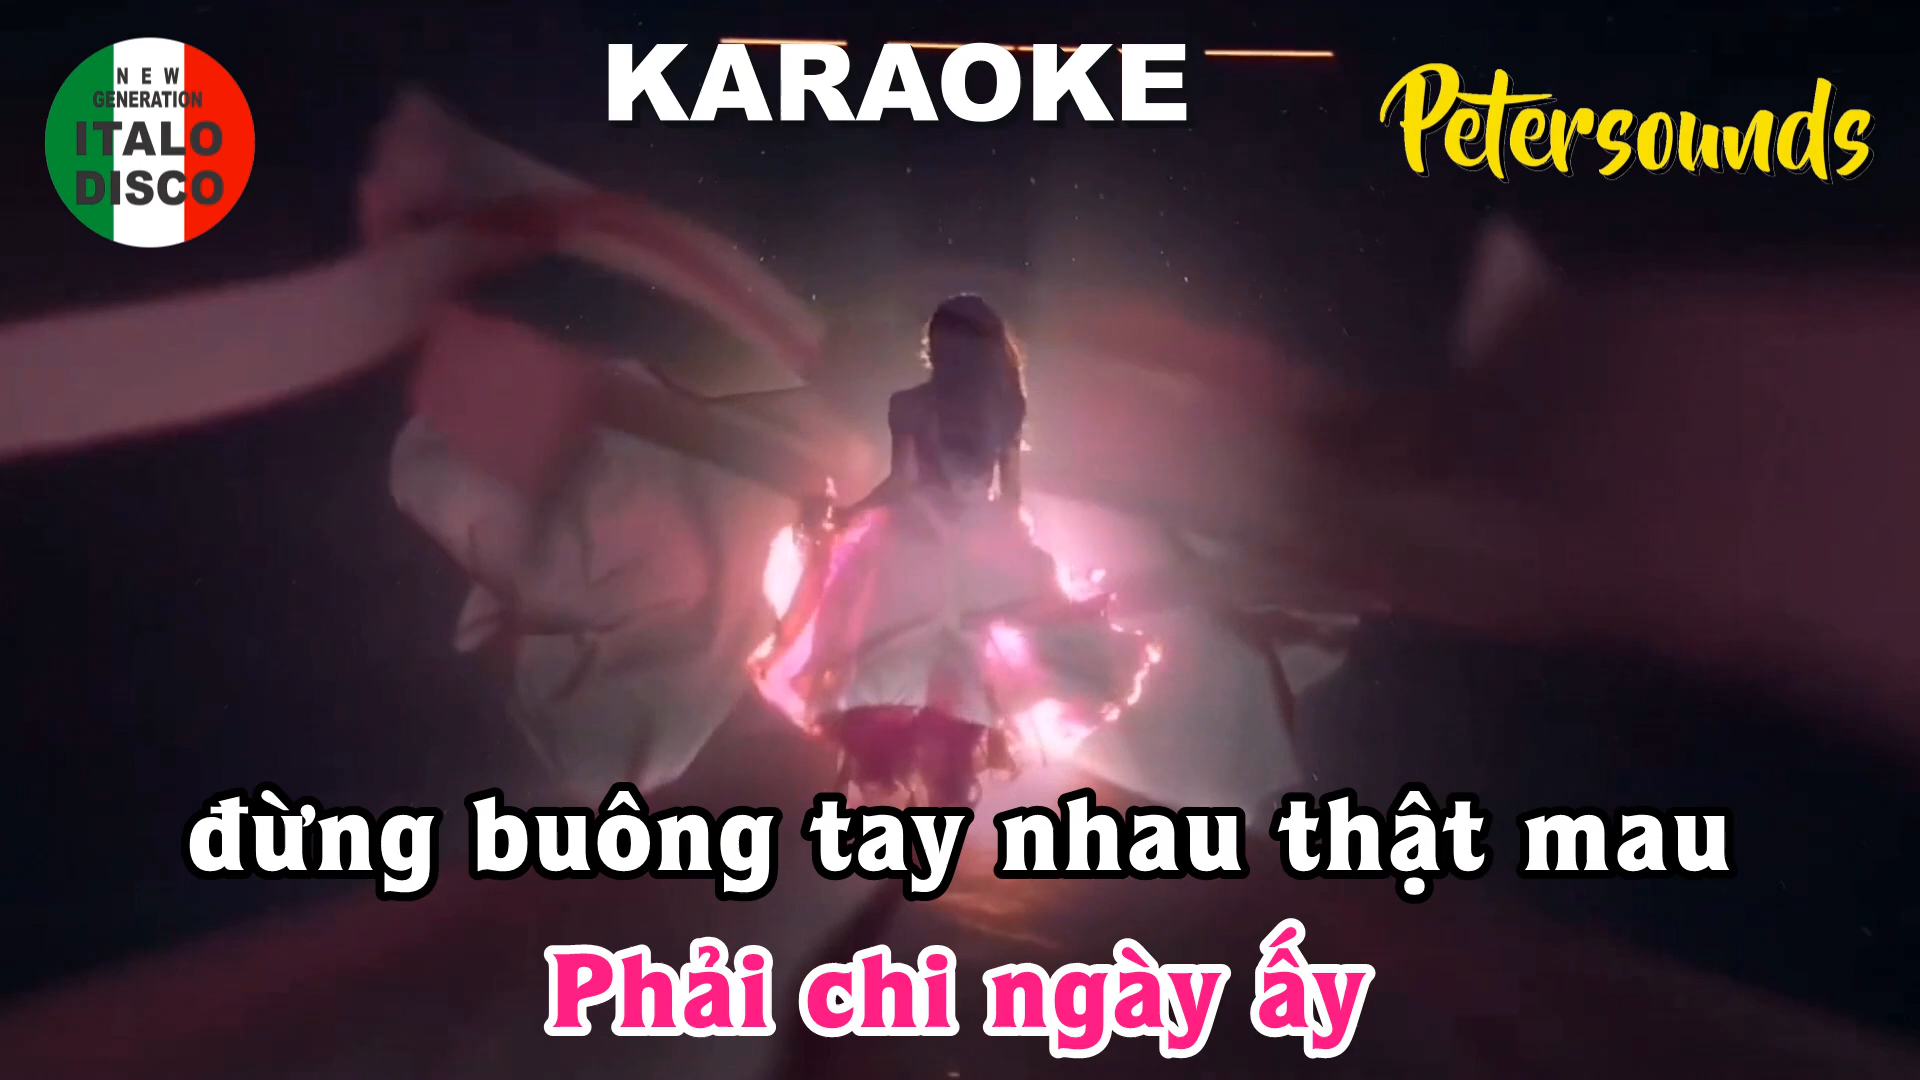 NEW
GENERATION
ITALO
DISCO
KARAOKE
Petersounds
đừng buông tay nhau thật mau
Phải chi ngày ấy